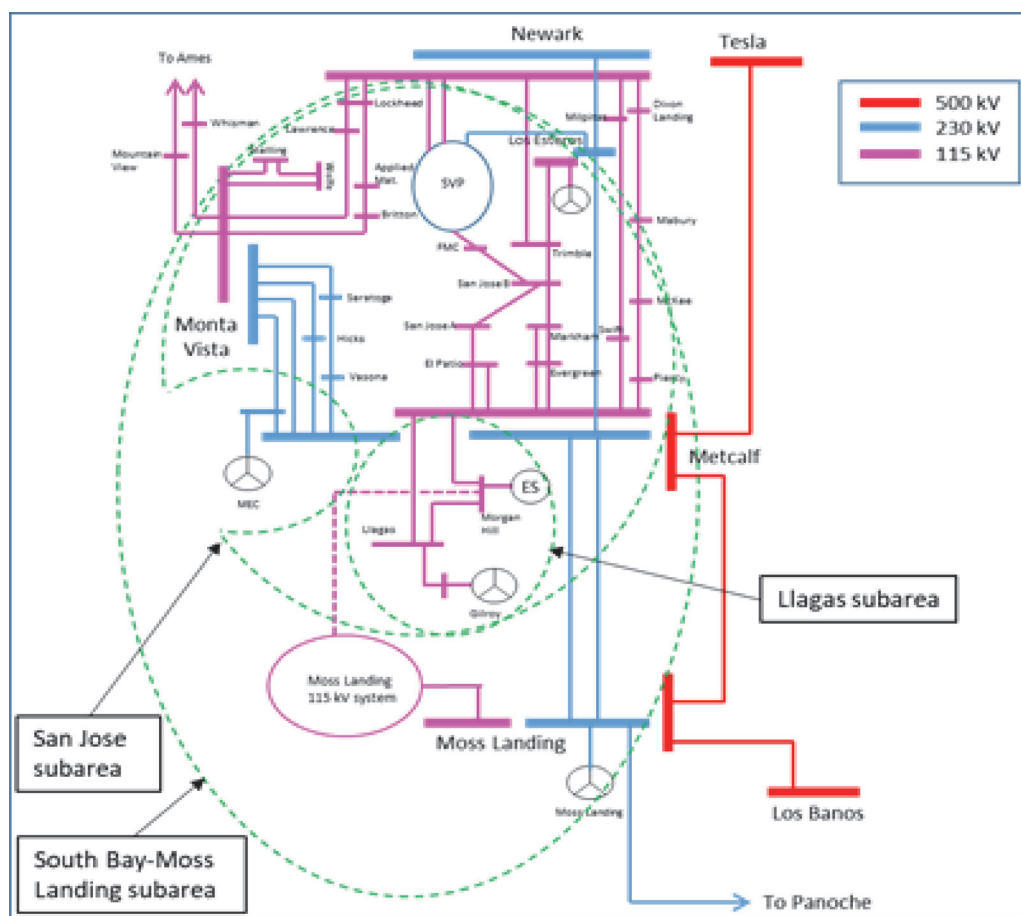 Newark
Tesla
To Ames
500 kV
230 kV
115 kV
Lockheed
Dixon
Landing
Milpitas
Whisman
Lawrence
Los Esteros
Mountain
View
Stelling
Wolfe
Applied
Mat.
SVP
Britton
Mabury
FMC
Trimble
San Jose B
Saratoga
McKee
Monta
Vista
San Jose A
Hicks
Markham
Swift
El Patio
Vasona
Evergreen
Piercy
Metcalf
MEC
ES
Morgan
Hill
Llagas
Llagas subarea
Gilroy
Moss Landing
115 kV system
San Jose
subarea
Moss Landing
Moss Landing
Los Banos
South Bay-Moss
Landing subarea
To Panoche